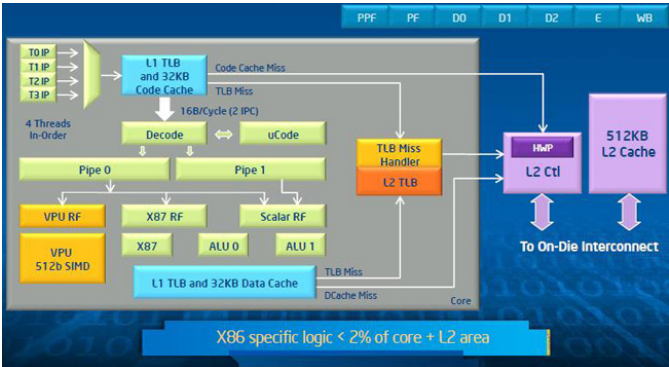 PPF PF D0 D1 D2 E WB
T0 IP
T1 IP
T2 IP
T3 IP
4 Threads
In-Order
L1 TLB
and 32KB
Code Cache
Code Cache Miss
TLB Miss
16B/Cycle (2 IPC)
Decode
uCode
Pipe 0
Pipe 1
VPU RF
X87 RF
Scalar RF
VPU
512b SIMD
X87
ALU 0
ALU 1
L1 TLB and 32KB Data Cache
TLB Miss
DCache Miss
Core
TLB Miss
Handler
L2 TLB
HWP
L2 Ctl
512KB
L2 Cache
To On-Die Interconnect
X86 specific logic < 2% of core + L2 area